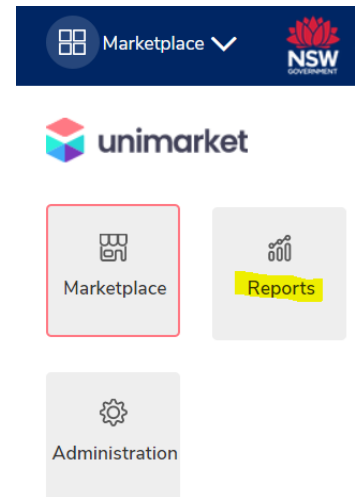 Marketplace
NSW
GOVERNMENT
unimarket
Marketplace
Reports
Administration